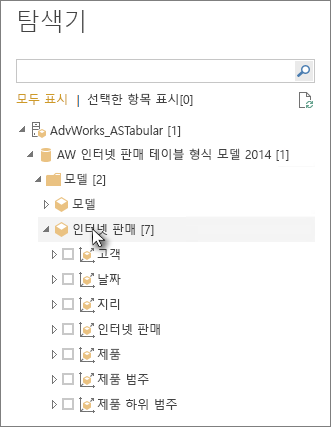 탐색기
모두 표시 | 선택한 항목 표시[0]
AdvWorks_ASTabular [1]
AW 인터넷 판매 테이블 형식 모델 2014 [1]
모델 [2]
모델
인터넷 판매 [7]
고객
날짜
지리
인터넷 판매
제품
제품 범주
제품 하위 범주